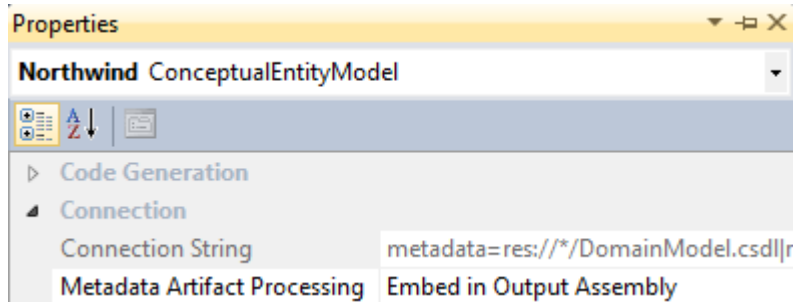 Properties
Northwind ConceptualEntityModel
A Z
Code Generation
Connection
Connection String metadata=res://*/DomainModel.csdl|
Metadata Artifact Processing Embed in Output Assembly